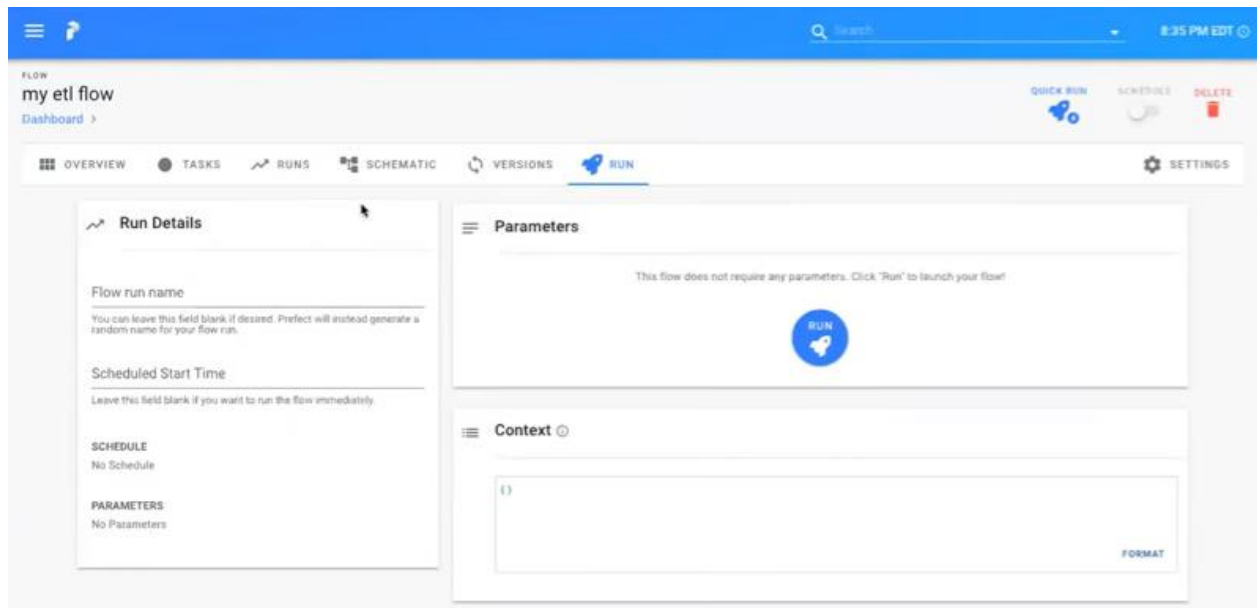 Search
8:35 PM EDT
FLOW
my etl flow
Dashboard >
QUICK RUN
SCHEDULE
DELETE
OVERVIEW
TASKS
RUNS
SCHEMATIC
VERSIONS
RUN
SETTINGS
Run Details
Flow run name
You can leave this field blank if desired. Prefect will instead generate a
random name for your flow run.
Scheduled Start Time
Leave this field blank if you want to run the flow immediately.
SCHEDULE
No Schedule
PARAMETERS
No Parameters
Parameters
This flow does not require any parameters. Click "Run" to launch your flow!
RUN
Context
{}
FORMAT